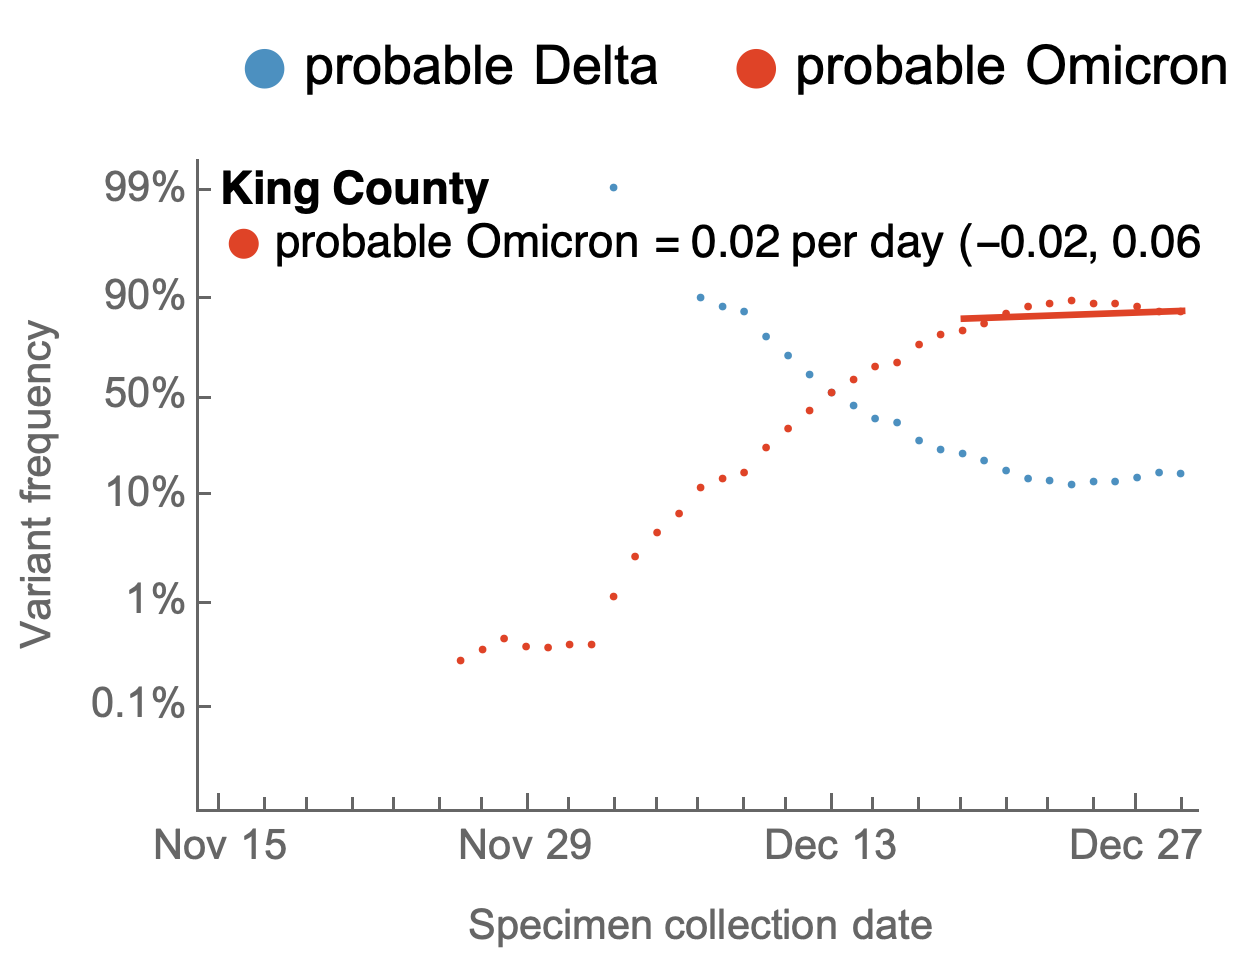 probable Delta probable Omicron
99% King County
probable Omicron = 0.02 per day (−0.02, 0.06
90%
50%
10%
1%
0.1%
Variant frequency
Nov 15 Nov 29 Dec 13 Dec 27
Specimen collection date